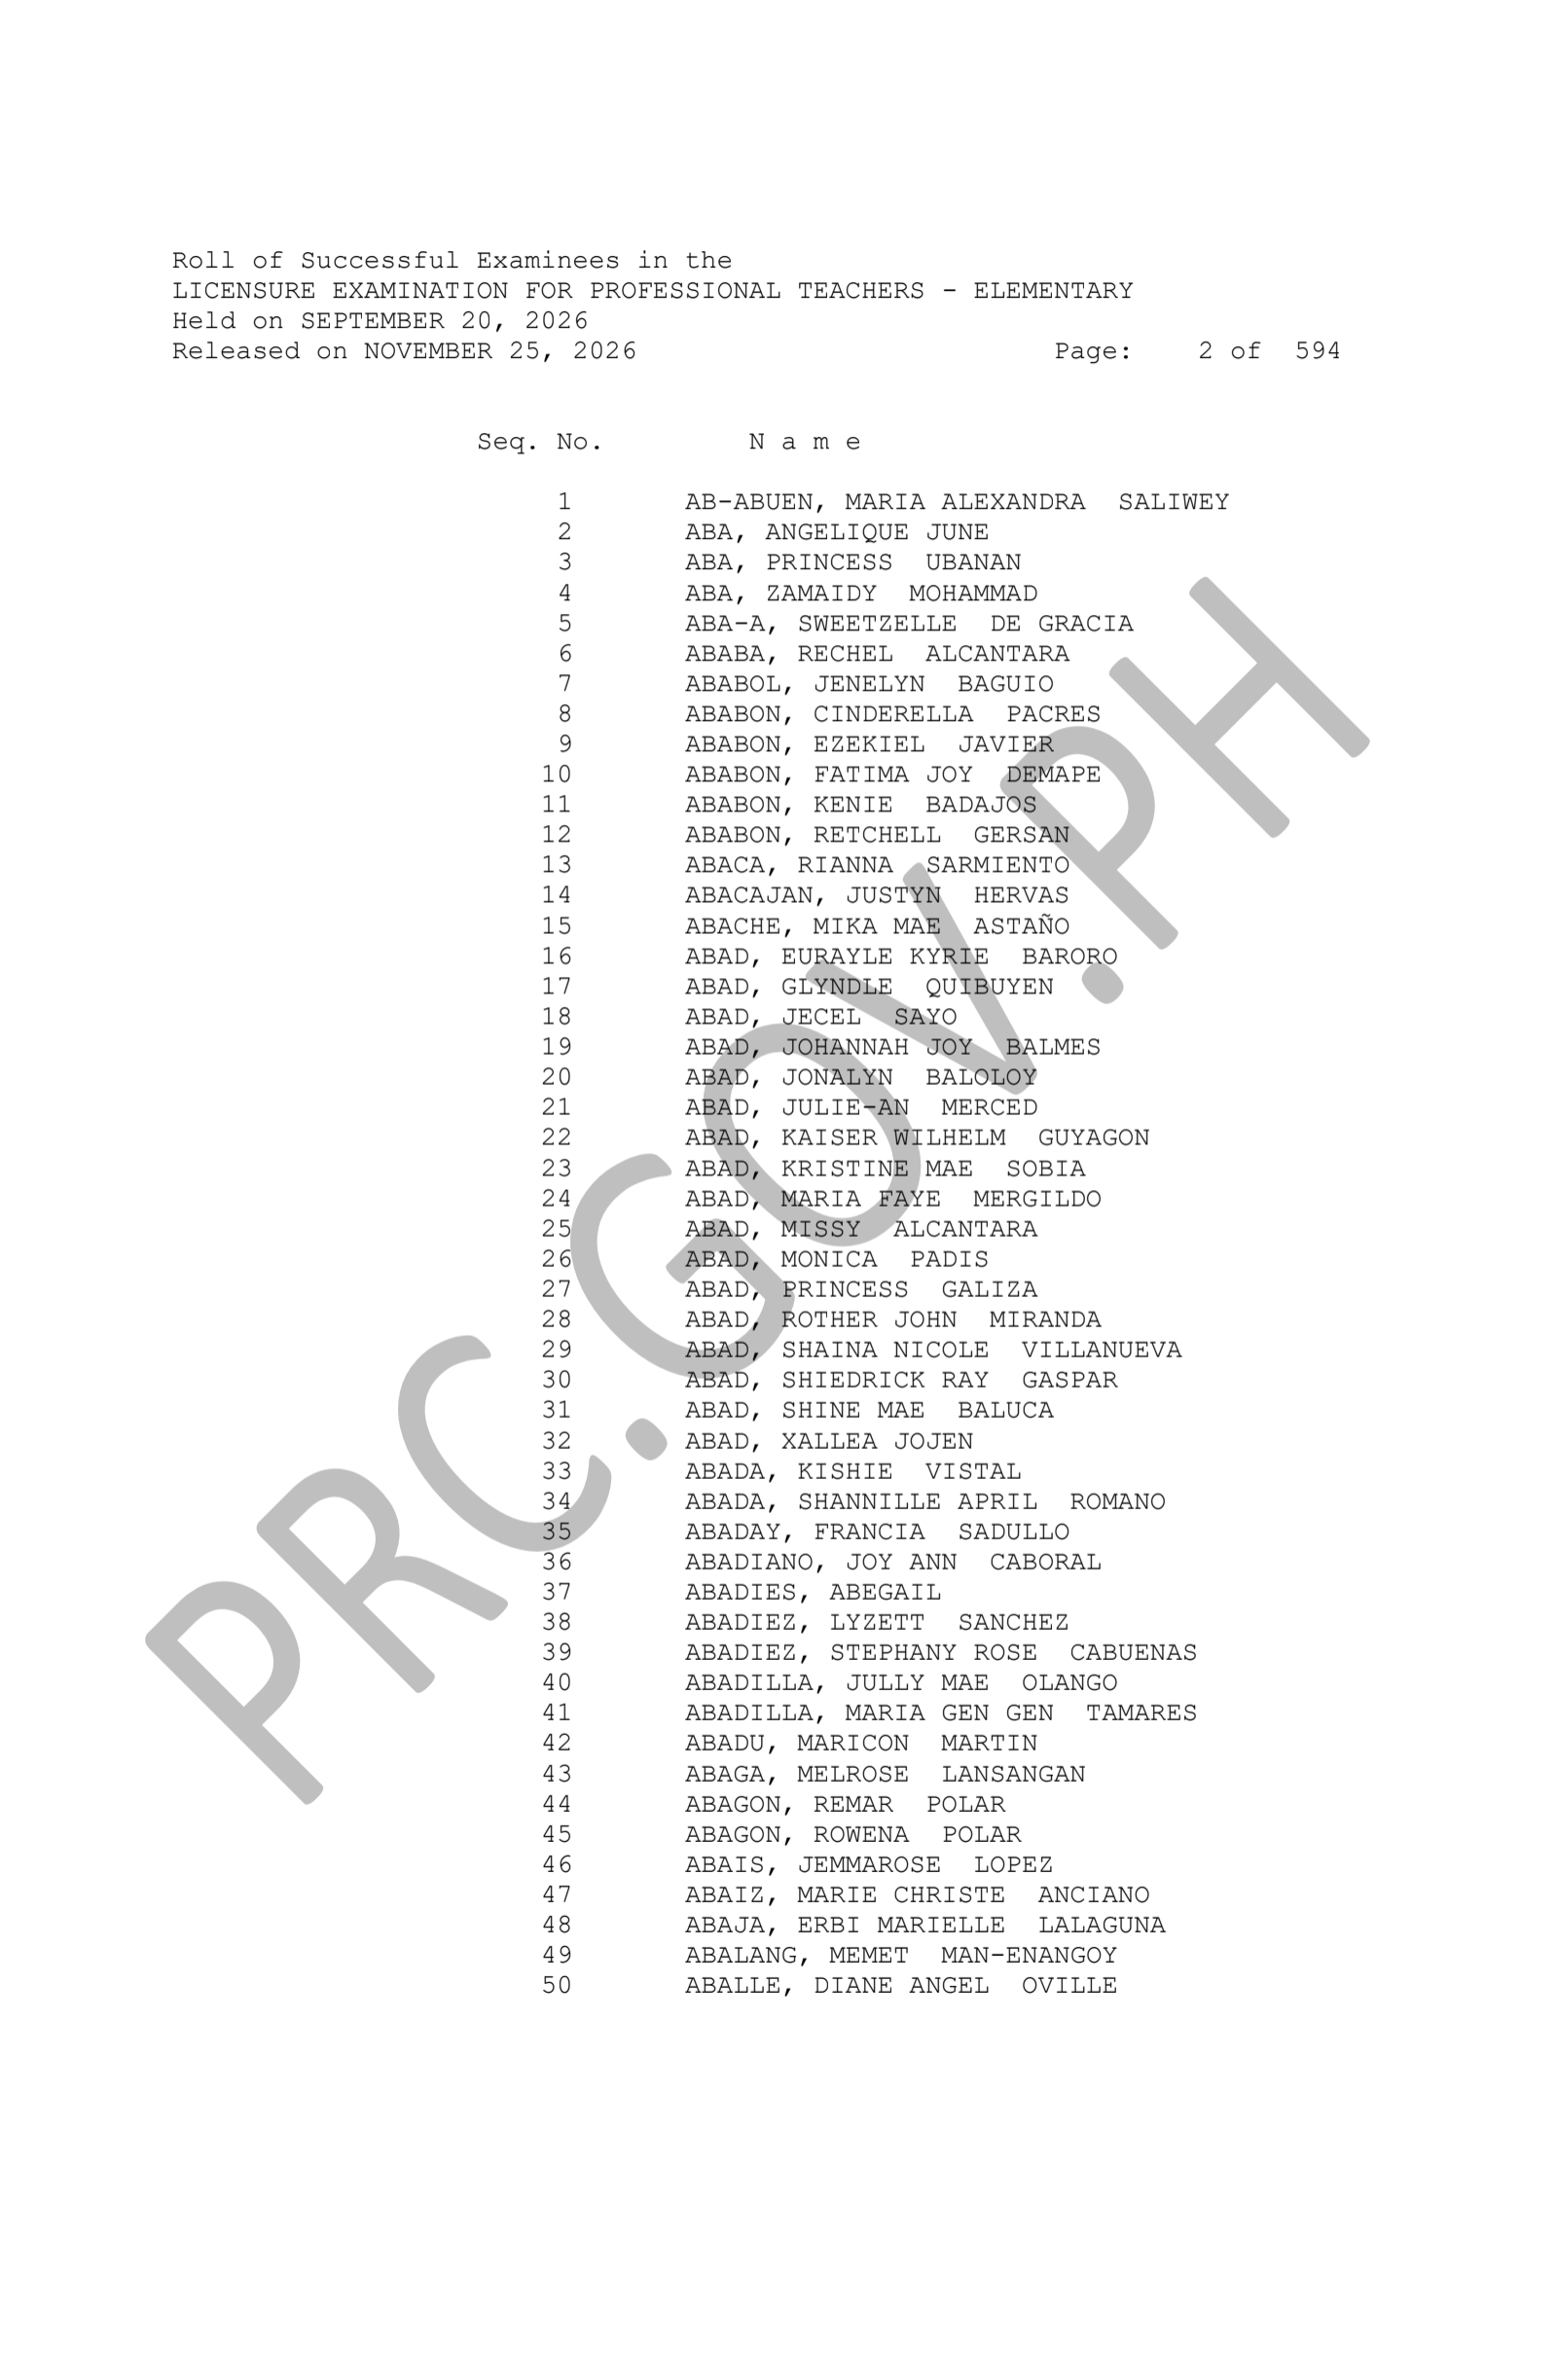 Roll of Successful Examinees in the
LICENSURE EXAMINATION FOR PROFESSIONAL TEACHERS - ELEMENTARY
Held on SEPTEMBER 20, 2026
Released on NOVEMBER 25, 2026 Page: 2 of 594
Seq. No. N a m e
1 AB-ABUEN, MARIA ALEXANDRA SALIWEY
2 ABA, ANGELIQUE JUNE
3 ABA, PRINCESS UBANAN
4 ABA, ZAMAIDY MOHAMMAD
5 ABA-A, SWEETZELLE DE GRACIA
6 ABABA, RECHEL ALCANTARA
7 ABABOL, JENELYN BAGUIO
8 ABABON, CINDERELLA PACRES
9 ABABON, EZEKIEL JAVIER
10 ABABON, FATIMA JOY DEMAPE
11 ABABON, KENIE BADAJOS
12 ABABON, RETCHELL GERSAN
13 ABACA, RIANNA SARMIENTO
14 ABACAJAN, JUSTYN HERVAS
15 ABACHE, MIKA MAE ASTAÑO
16 ABAD, EURAYLE KYRIE BARORO
17 ABAD, GLYNDLE QUIBUYEN
18 ABAD, JECEL SAYO
19 ABAD, JOHANNAH JOY BALMES
20 ABAD, JONALYN BALOLOY
21 ABAD, JULIE-AN MERCED
22 ABAD, KAISER WILHELM GUYAGON
23 ABAD, KRISTINE MAE SOBIA
24 ABAD, MARIA FAYE MERGILDO
25 ABAD, MISSY ALCANTARA
26 ABAD, MONICA PADIS
27 ABAD, PRINCESS GALIZA
28 ABAD, ROTHER JOHN MIRANDA
29 ABAD, SHAINA NICOLE VILLANUEVA
30 ABAD, SHIEDRICK RAY GASPAR
31 ABAD, SHINE MAE BALUCA
32 ABAD, XALLEA JOJEN
33 ABADA, KISHIE VISTAL
34 ABADA, SHANNILLE APRIL ROMANO
35 ABADAY, FRANCIA SADULLO
36 ABADIANO, JOY ANN CABORAL
37 ABADIES, ABEGAIL
38 ABADIEZ, LYZETT SANCHEZ
39 ABADIEZ, STEPHANY ROSE CABUENAS
40 ABADILLA, JULLY MAE OLANGO
41 ABADILLA, MARIA GEN GEN TAMARES
42 ABADU, MARICON MARTIN
43 ABAGA, MELROSE LANSANGAN
44 ABAGON, REMAR POLAR
45 ABAGON, ROWENA POLAR
46 ABAIS, JEMMAROSE LOPEZ
47 ABAIZ, MARIE CHRISTE ANCIANO
48 ABAJA, ERBI MARIELLE LALAGUNA
49 ABALANG, MEMET MAN-ENANGOY
50 ABALLE, DIANE ANGEL OVILLE
PRC.GOV.PH